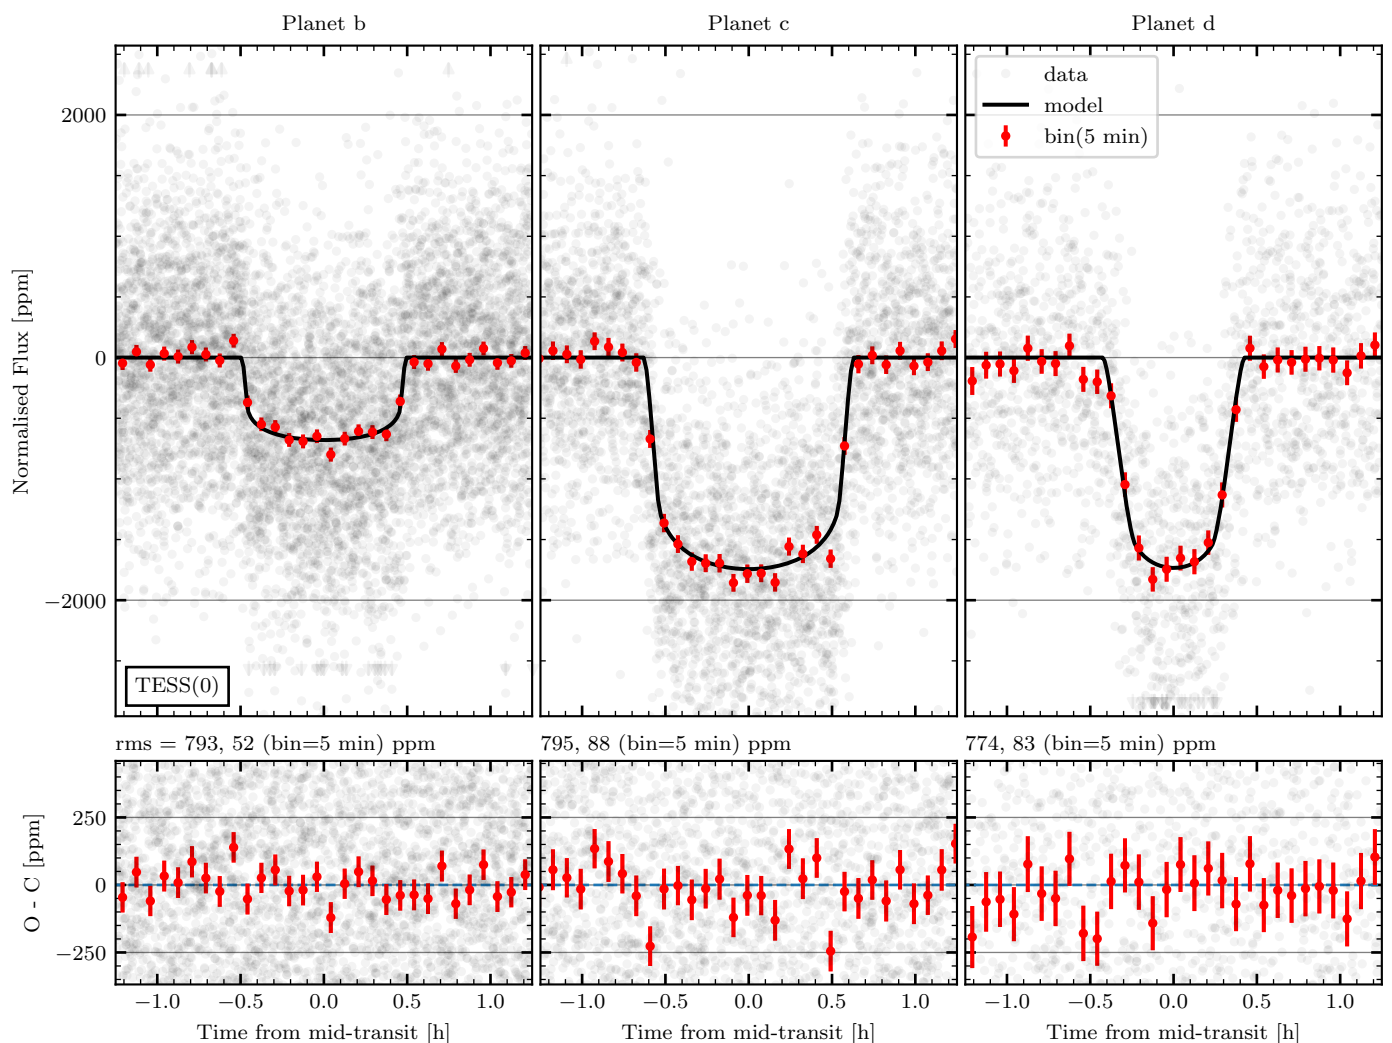 Planet b Planet c Planet d
Normalised Flux [ppm]
2000
0
−2000
data
model
bin(5 min)
TESS(0)
rms = 793, 52 (bin=5 min) ppm 795, 88 (bin=5 min) ppm 774, 83 (bin=5 min) ppm
O - C [ppm]
250
0
−250
−1.0 −0.5 0.0 0.5 1.0 −1.0 −0.5 0.0 0.5 1.0 −1.0 −0.5 0.0 0.5 1.0
Time from mid-transit [h] Time from mid-transit [h] Time from mid-transit [h]